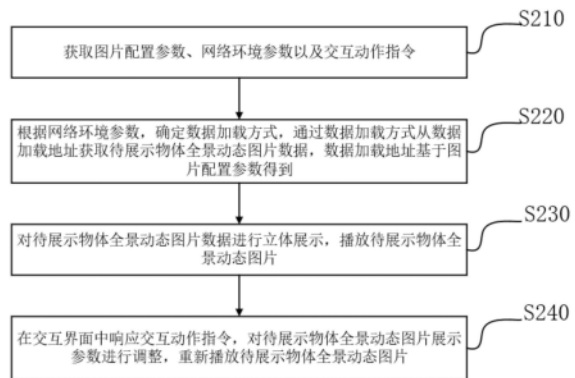 S210
获取图片配置参数、网络环境参数以及交互动作指令
S220
根据网络环境参数，确定数据加载方式，通过数据加载方式从数据
加载地址获取待展示物体全景动态图片数据，数据加载地址基于图
片配置参数得到
S230
对待展示物体全景动态图片数据进行立体展示，播放待展示物体全
景动态图片
S240
在交互界面中响应交互动作指令，对待展示物体全景动态图片展示
参数进行调整，重新播放待展示物体全景动态图片